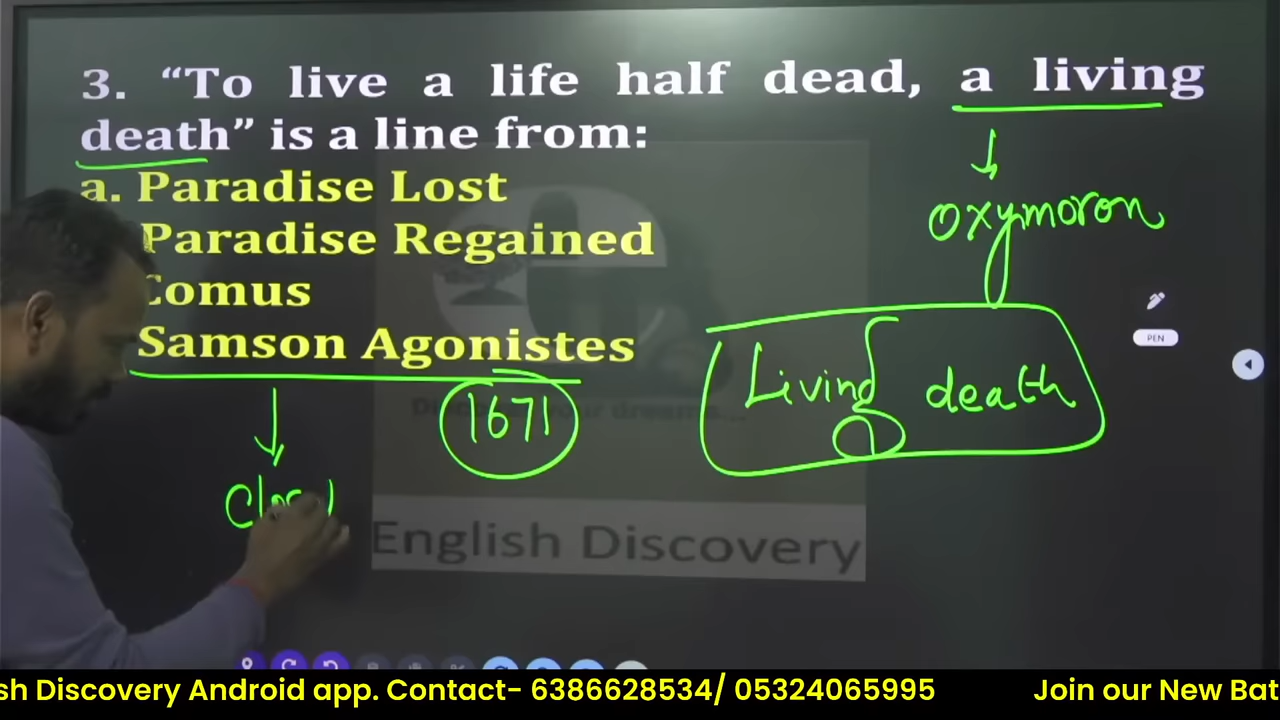 3. “To live a life half dead, a living
death” is a line from:
a. Paradise Lost
Paradise Regained
Comus
Samson Agonistes
oxymoron
Living death
1671
English Discovery
PEN
sh Discovery Android app. Contact- 6386628534/ 05324065995 Join our New Bat